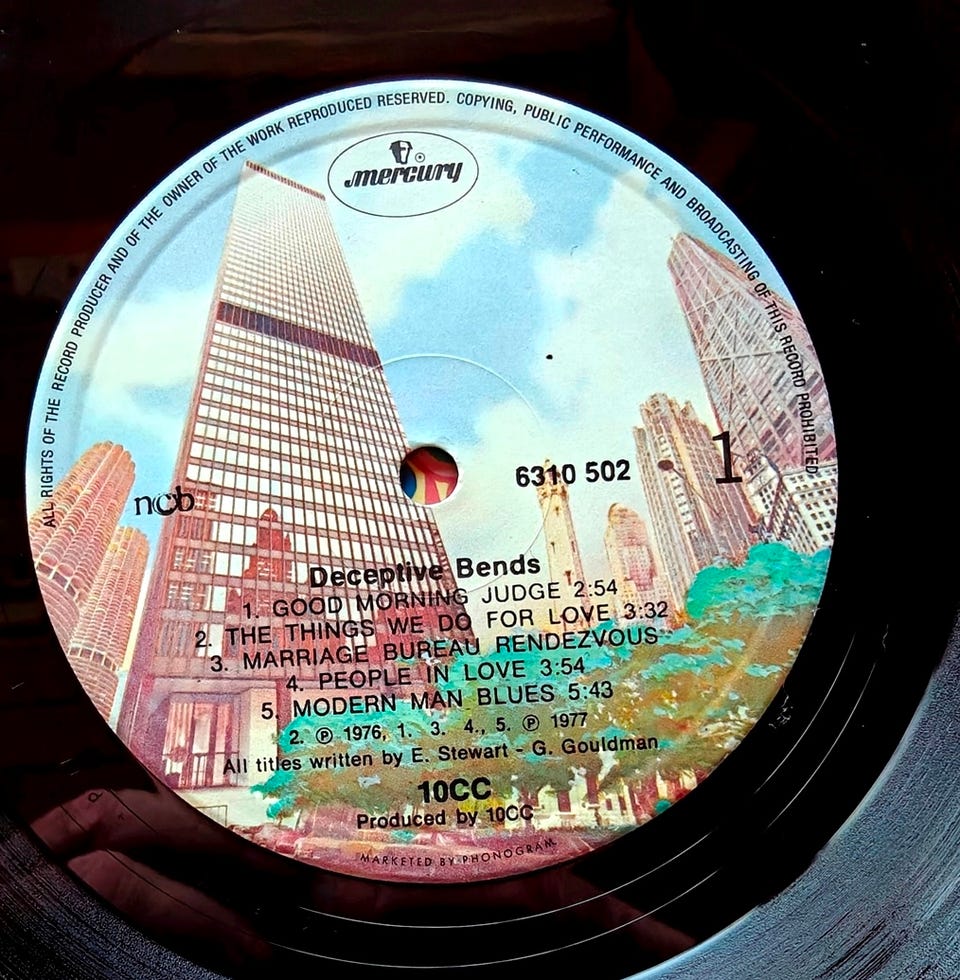 ALL RIGHTS OF THE RECORD PRODUCER AND OF THE OWNER OF THE WORK REPRODUCED RESERVED. COPYING, PUBLIC PERFORMANCE AND BROADCASTING OF THIS RECORD PROHIBITED
mercury ®
6310 502
1
ncb
Deceptive Bends
1. GOOD MORNING JUDGE 2:54
2. THE THINGS WE DO FOR LOVE 3:32
3. MARRIAGE BUREAU RENDEZVOUS
4. PEOPLE IN LOVE 3:54
5. MODERN MAN BLUES 5:43
2. ℗ 1976, 1. 3. 4., 5. ℗ 1977
All titles written by E. Stewart - G. Gouldman
10CC
Produced by 10CC
MARKETED BY PHONOGRAM